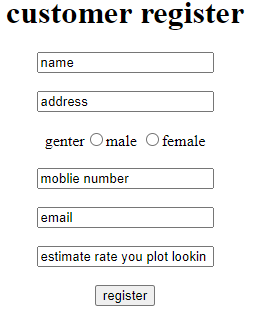 customer register
name
address
genter male female
moblie number
email
estimate rate you plot lookin
register